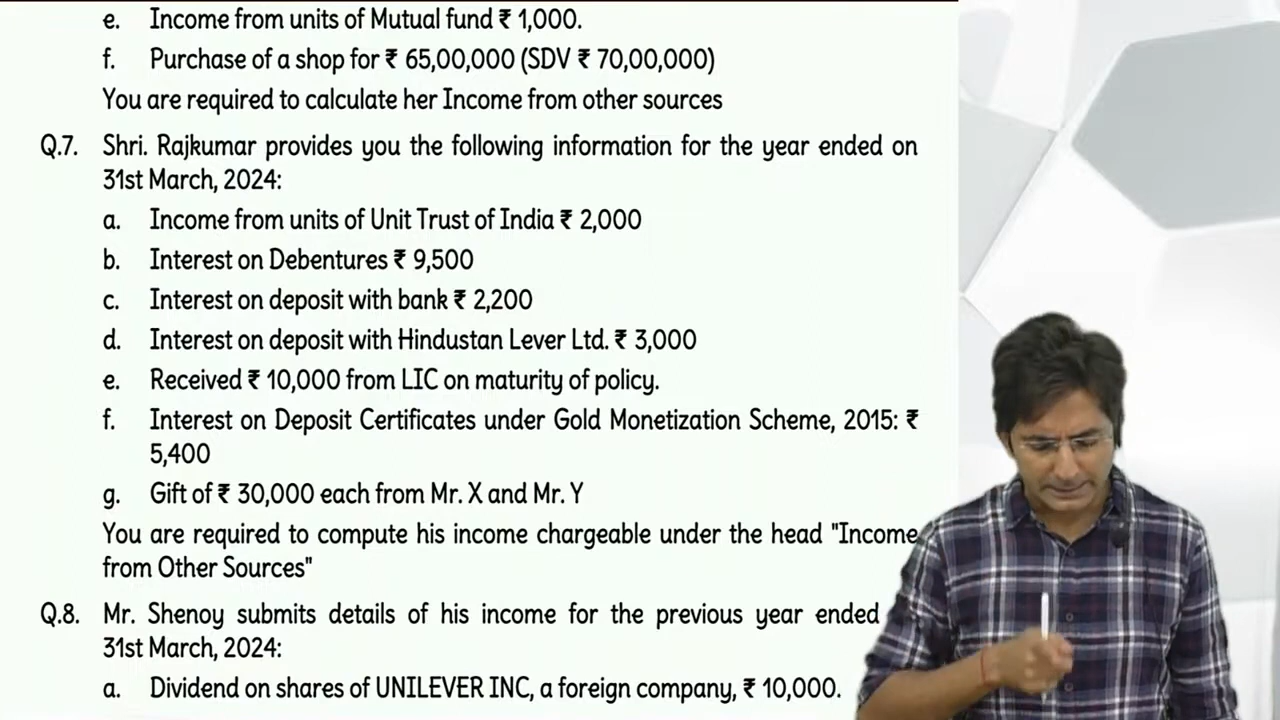 e. Income from units of Mutual fund ₹ 1,000.
f. Purchase of a shop for ₹ 65,00,000 (SDV ₹ 70,00,000)
You are required to calculate her Income from other sources
Q.7. Shri. Rajkumar provides you the following information for the year ended on
31st March, 2024:
a. Income from units of Unit Trust of India ₹ 2,000
b. Interest on Debentures ₹ 9,500
c. Interest on deposit with bank ₹ 2,200
d. Interest on deposit with Hindustan Lever Ltd. ₹ 3,000
e. Received ₹ 10,000 from LIC on maturity of policy.
f. Interest on Deposit Certificates under Gold Monetization Scheme, 2015: ₹
5,400
g. Gift of ₹ 30,000 each from Mr. X and Mr. Y
You are required to compute his income chargeable under the head "Income
from Other Sources"
Q.8. Mr. Shenoy submits details of his income for the previous year ended
31st March, 2024:
a. Dividend on shares of UNILEVER INC, a foreign company, ₹ 10,000.